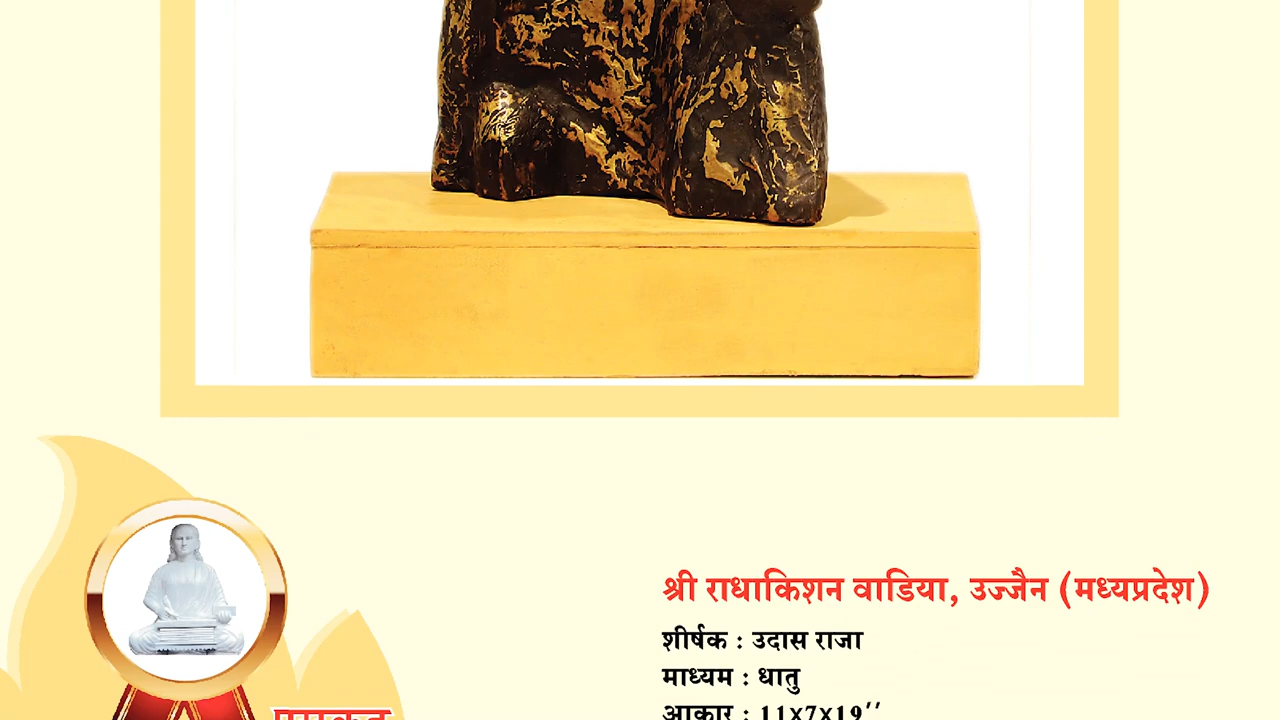 श्री राधाकिशन वाडिया, उज्जैन (मध्यप्रदेश)
शीर्षक : उदास राजा
माध्यम : धातु
आकार : 11x7x19’’